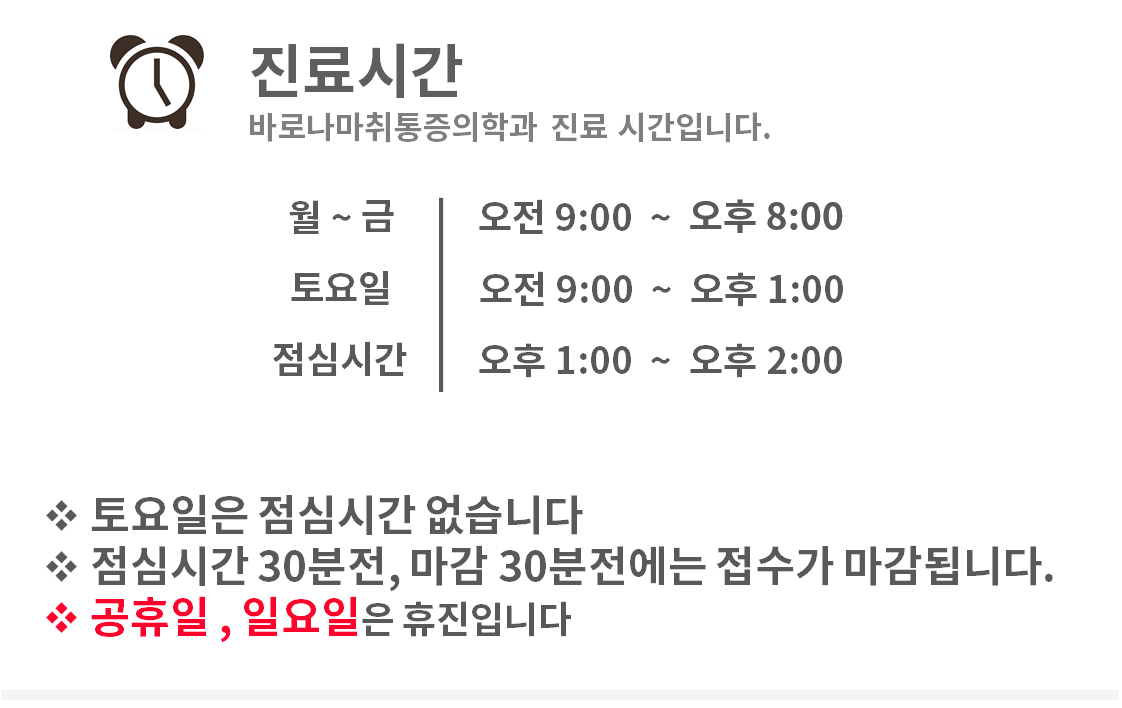 진료시간
바로나마취통증의학과 진료 시간입니다.
월 ~ 금 오전 9:00 ~ 오후 8:00
토요일 오전 9:00 ~ 오후 1:00
점심시간 오후 1:00 ~ 오후 2:00
❖ 토요일은 점심시간 없습니다
❖ 점심시간 30분전, 마감 30분전에는 접수가 마감됩니다.
❖ 공휴일 , 일요일은 휴진입니다